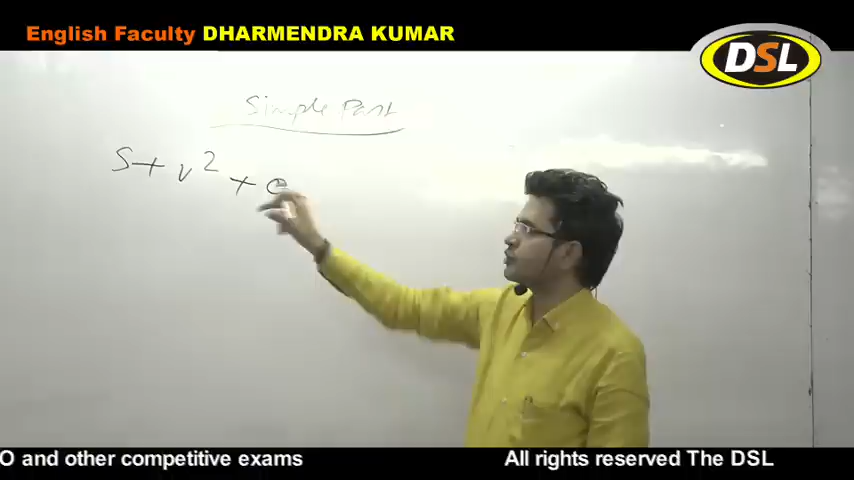 English Faculty DHARMENDRA KUMAR
DSL
Simple Past
S + V2 + O
O and other competitive exams
All rights reserved The DSL